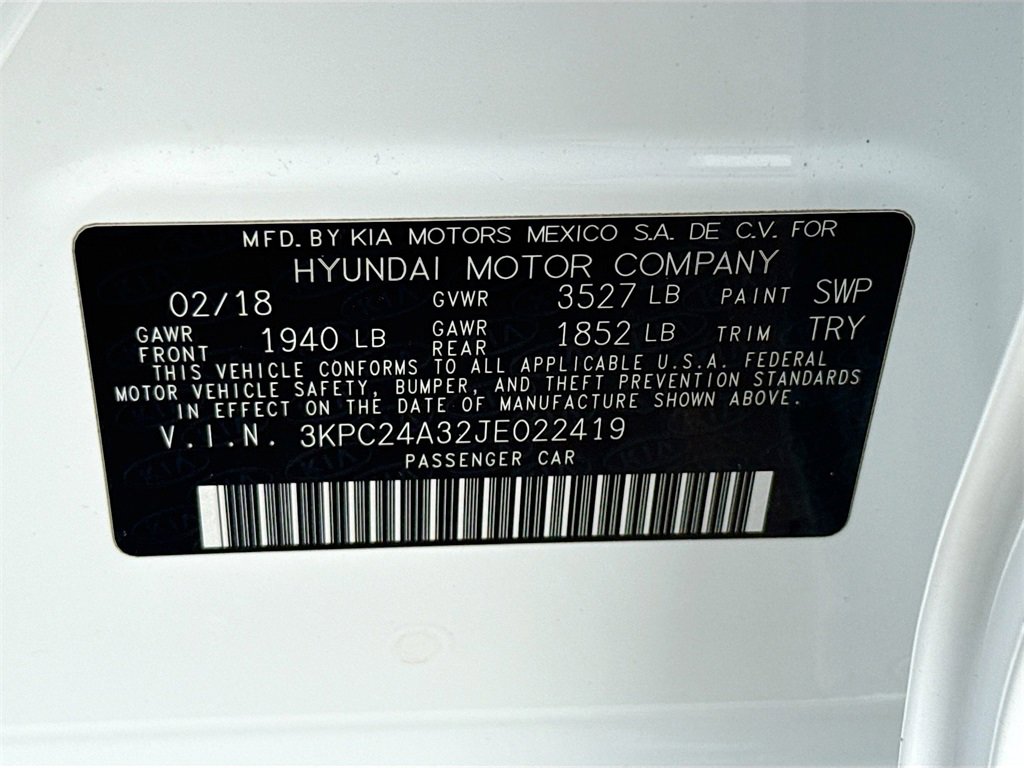 MFD. BY KIA MOTORS MEXICO S.A. DE C.V. FOR
HYUNDAI MOTOR COMPANY
02/18 GVWR 3527 LB PAINT SWP
GAWR FRONT 1940 LB GAWR REAR 1852 LB TRIM TRY
THIS VEHICLE CONFORMS TO ALL APPLICABLE U.S.A. FEDERAL
MOTOR VEHICLE SAFETY, BUMPER, AND THEFT PREVENTION STANDARDS
IN EFFECT ON THE DATE OF MANUFACTURE SHOWN ABOVE.
V.I.N. 3KPC24A32JE022419
PASSENGER CAR